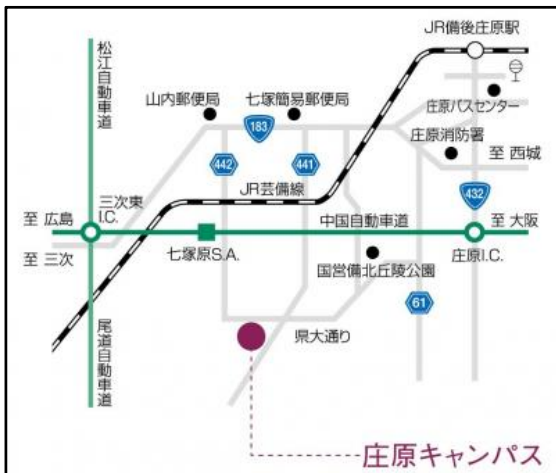 JR備後庄原駅
松江自動車道
山内郵便局
七塚簡易郵便局
庄原バスセンター
183
庄原消防署
442
441
至 西城
JR芸備線
432
三次東
I.C.
至 広島
中国自動車道
至 大阪
至 三次
七塚原S.A.
国営備北丘陵公園
庄原I.C.
61
県大通り
尾道自動車道
庄原キャンパス